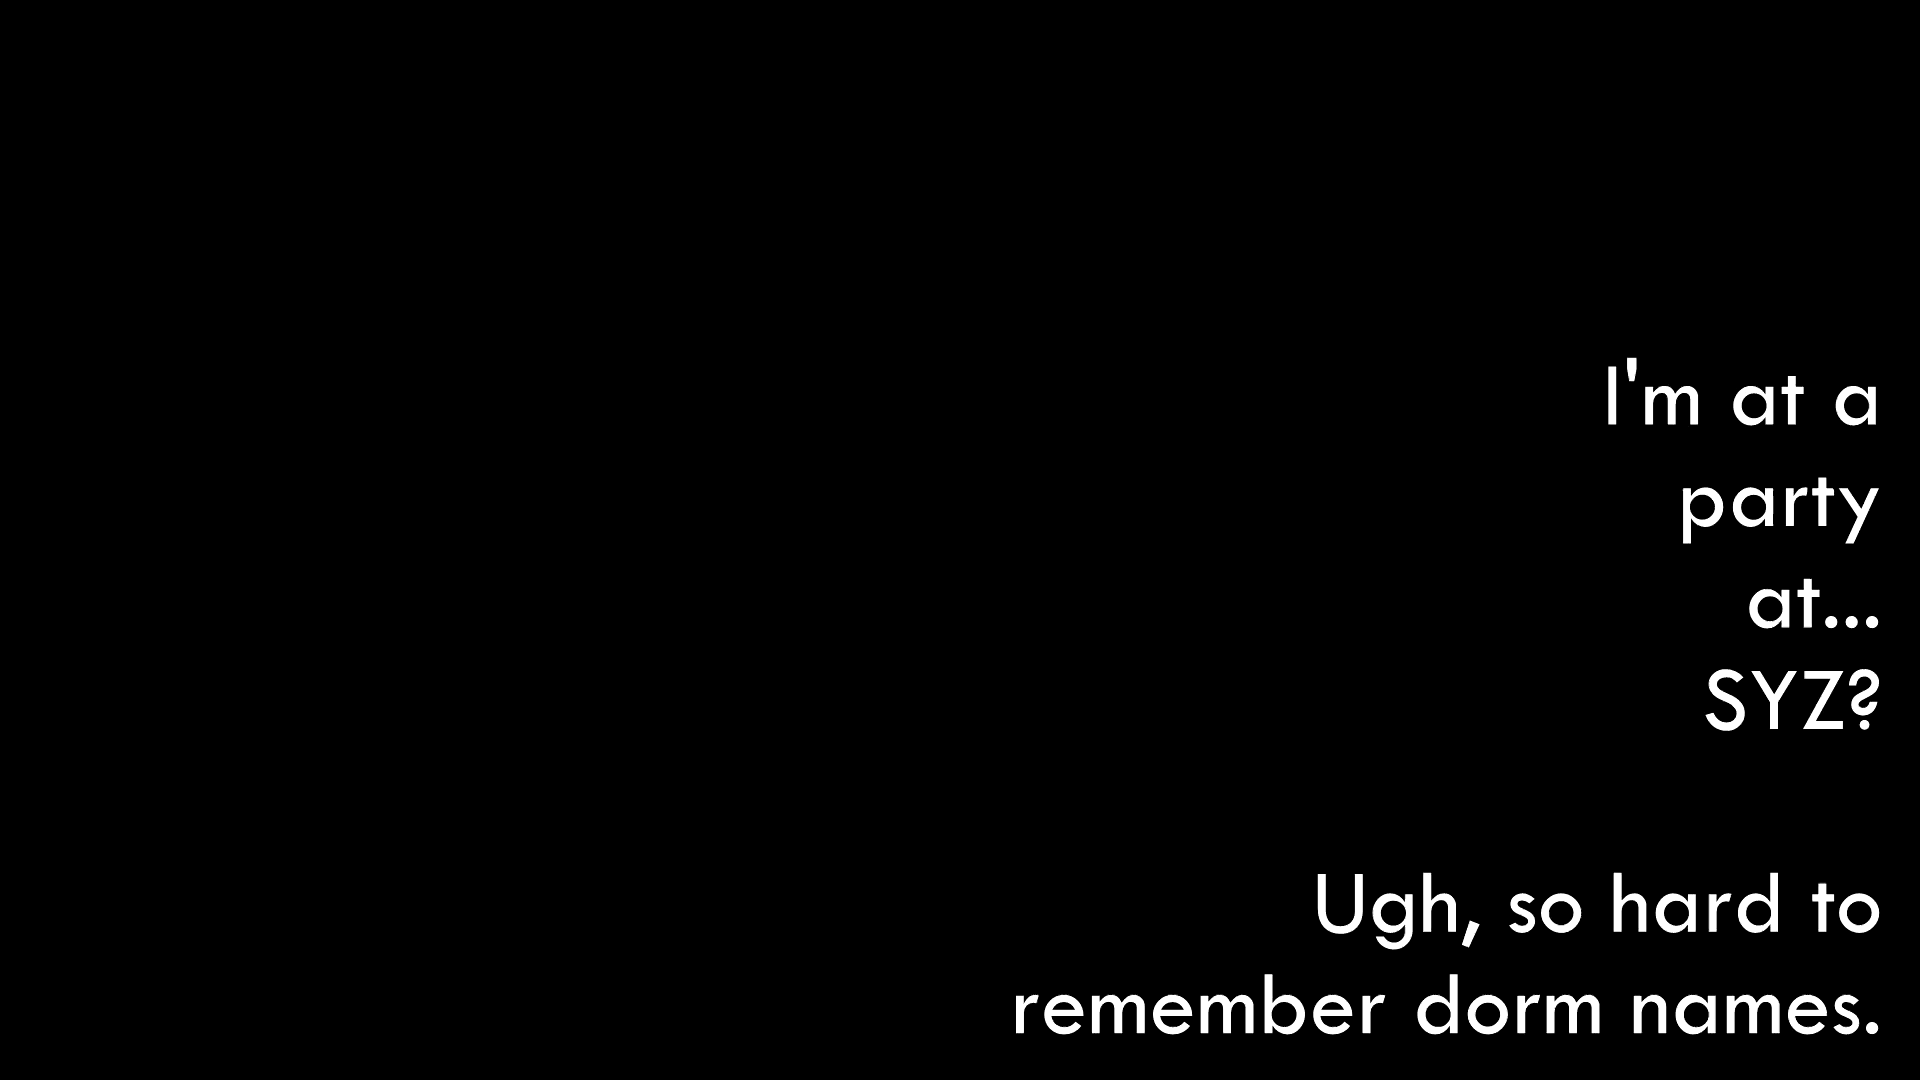 I'm at a
party
at...
SYZ?
Ugh, so hard to
remember dorm names.